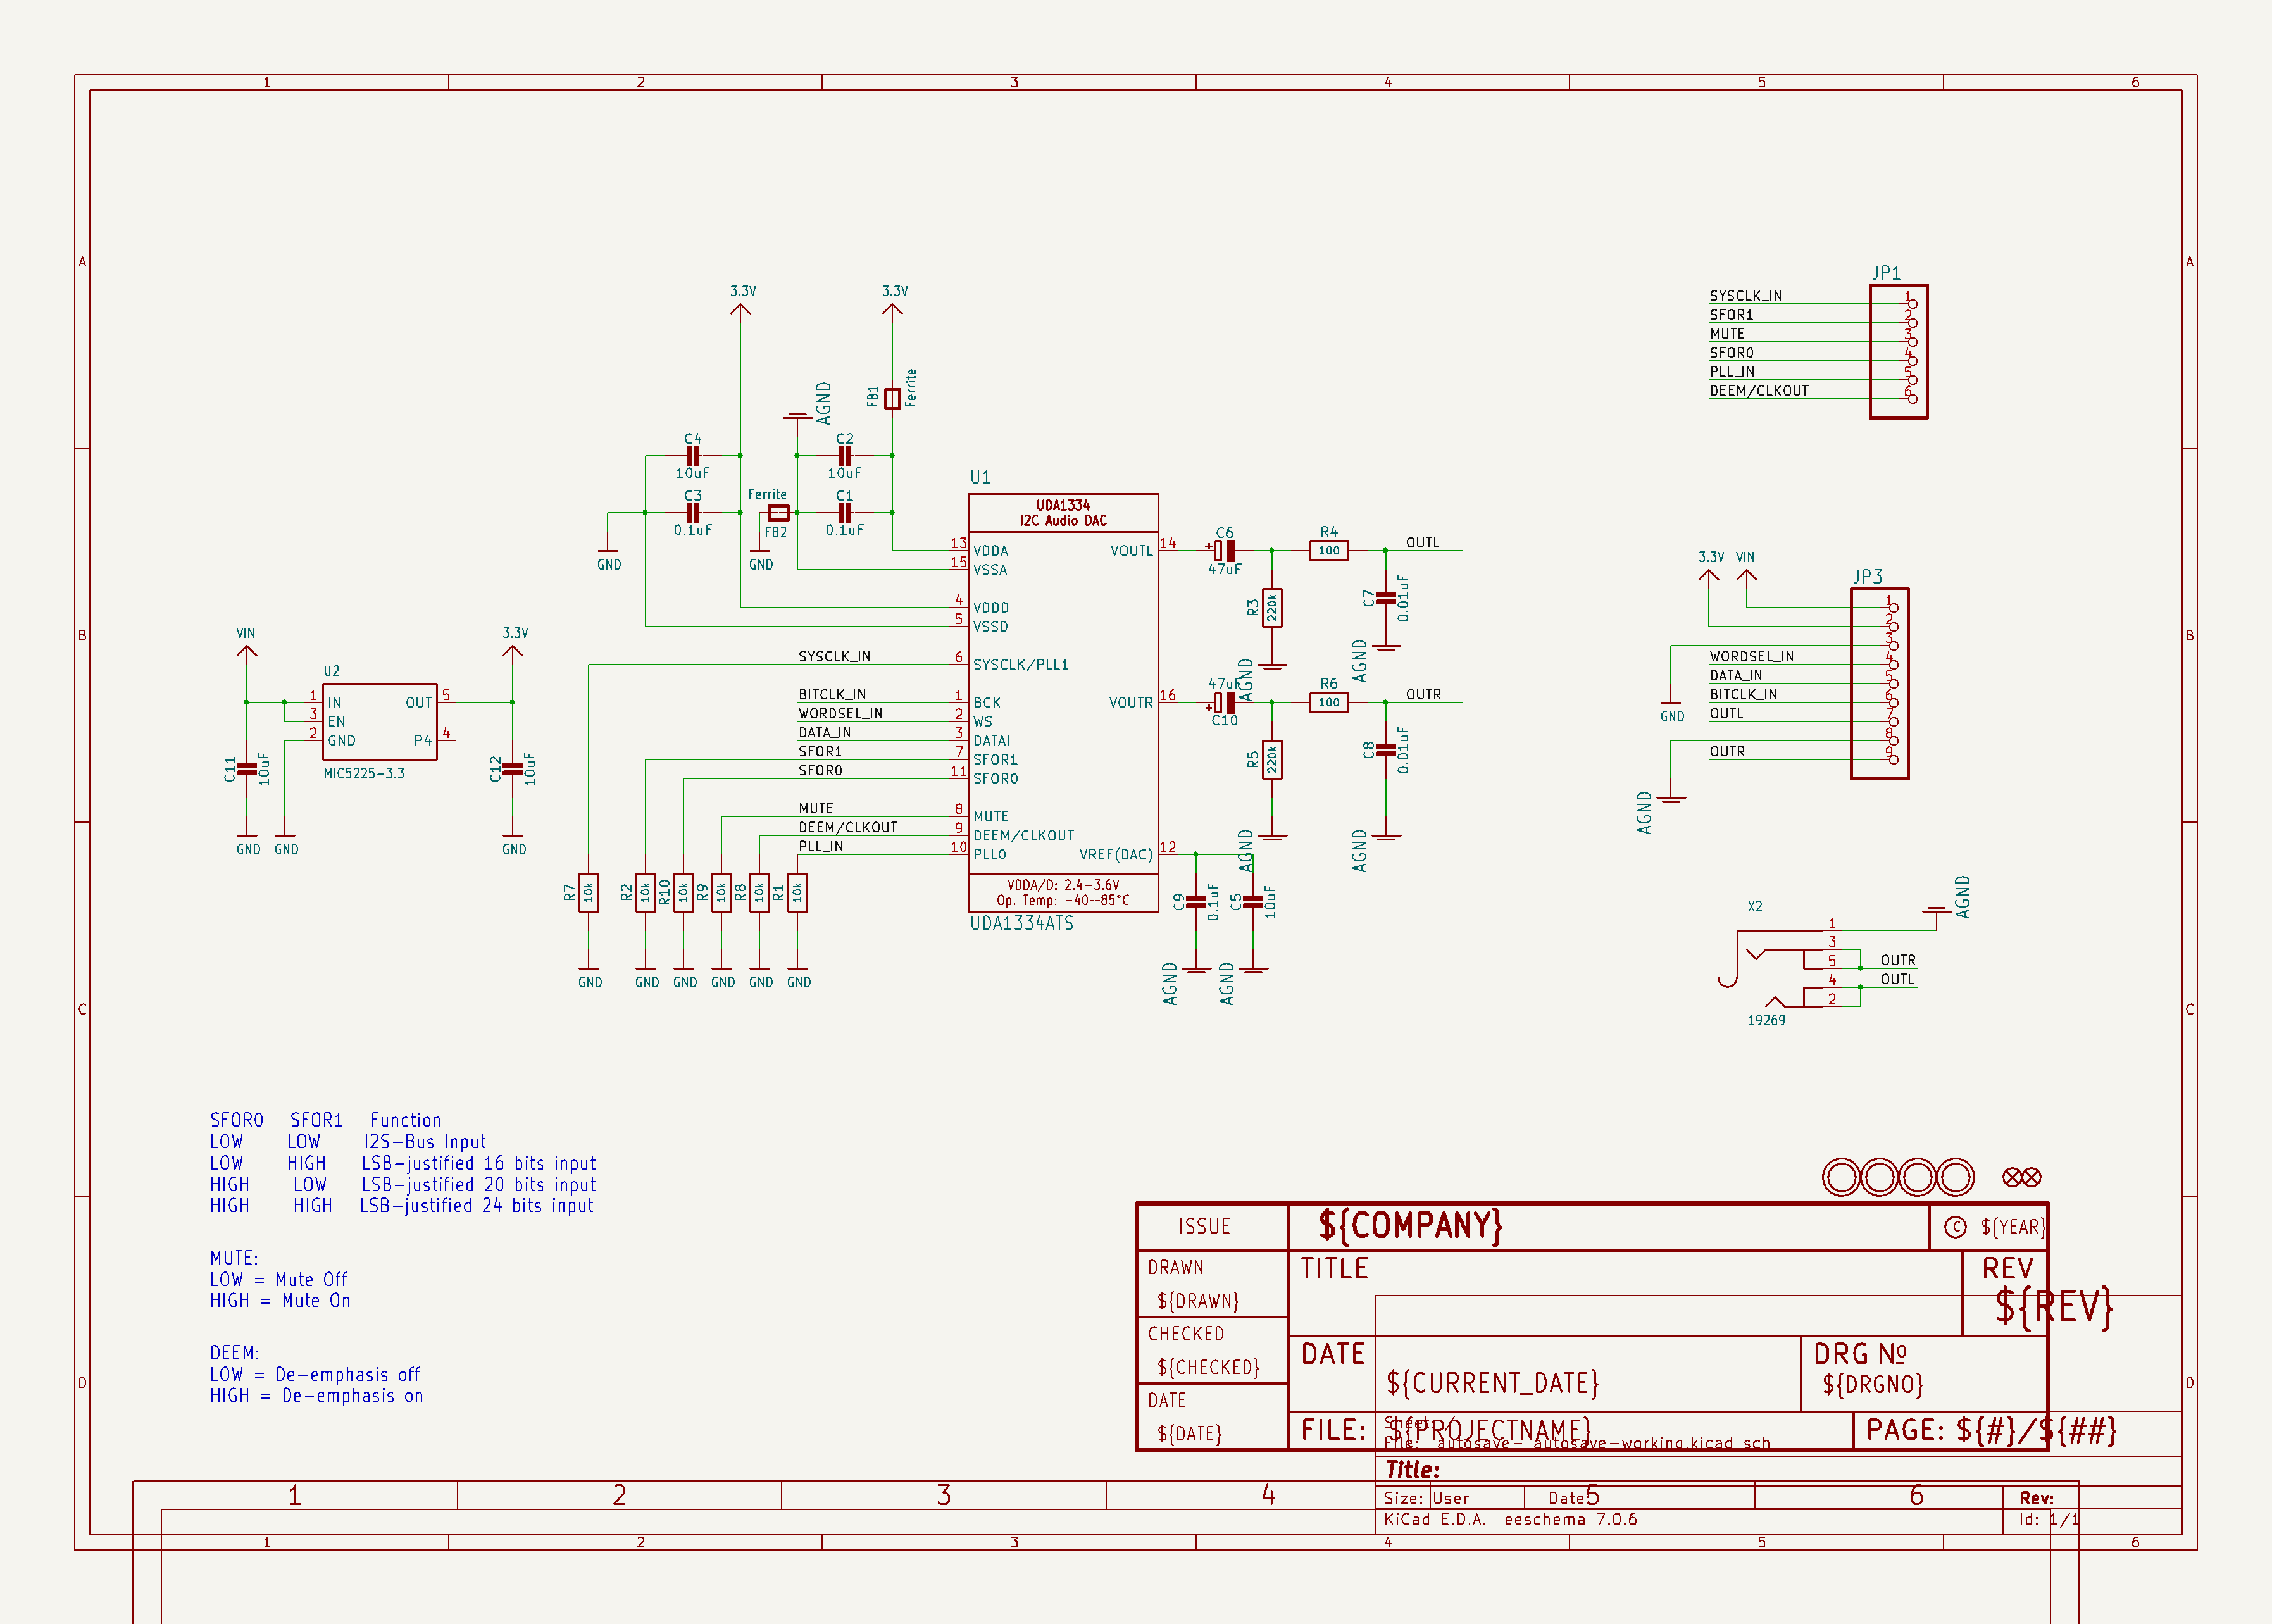 1 2 3 4 5 6
A A
B B
C C
D D
3.3V 3.3V
AGND
FB1 Ferrite
C4
10uF
C2
10uF
C3
0.1uF
Ferrite
FB2
C1
0.1uF
GND GND
U1
UDA1334
I2C Audio DAC
13 VDDA
15 VSSA
4 VDDD
5 VSSD
SYSCLK_IN 6 SYSCLK/PLL1
BITCLK_IN 1 BCK
WORDSEL_IN 2 WS
DATA_IN 3 DATAI
SFOR1 7 SFOR1
SFOR0 11 SFOR0
MUTE 8 MUTE
DEEM/CLKOUT 9 DEEM/CLKOUT
PLL_IN 10 PLL0
VOUTL 14
VOUTR 16
VREF(DAC) 12
VDDA/D: 2.4-3.6V
Op. Temp: -40--85°C
UDA1334ATS
C6
47uF
R4
100
OUTL
R3 220k
C7 0.01uF
AGND AGND
47uF
C10
R6
100
OUTR
R5 220k
C8 0.01uF
AGND AGND
C9 0.1uF
C5 10uF
AGND AGND
R7 10k
R2 10k
R10 10k
R9 10k
R8 10k
R1 10k
GND GND GND GND GND GND
VIN 3.3V
U2
1 IN OUT 5
3 EN
2 GND P4 4
MIC5225-3.3
C11 10uF
C12 10uF
GND GND GND
JP1
SYSCLK_IN 1
SFOR1 2
MUTE 3
SFOR0 4
PLL_IN 5
DEEM/CLKOUT 6
3.3V VIN
JP3
1
2
3
WORDSEL_IN 4
DATA_IN 5
BITCLK_IN 6
GND
OUTL 7
8
OUTR 9
AGND
AGND
X2
1
3
5 OUTR
4 OUTL
2
19269
SFOR0 SFOR1 Function
LOW LOW I2S-Bus Input
LOW HIGH LSB-justified 16 bits input
HIGH LOW LSB-justified 20 bits input
HIGH HIGH LSB-justified 24 bits input
MUTE:
LOW = Mute Off
HIGH = Mute On
DEEM:
LOW = De-emphasis off
HIGH = De-emphasis on
ISSUE ${COMPANY} © ${YEAR}
DRAWN TITLE REV
${DRAWN} ${REV}
CHECKED DATE DRG Nº
${CHECKED} ${CURRENT_DATE} ${DRGNO}
DATE
${DATE} FILE: ${PROJECTNAME} PAGE: ${#}/${##}
Sheet: /
File: _autosave-_autosave-working.kicad_sch
Title:
Size: User Date: Rev:
KiCad E.D.A. eeschema 7.0.6 Id: 1/1
1 2 3 4 5 6
1 2 3 4 5 6